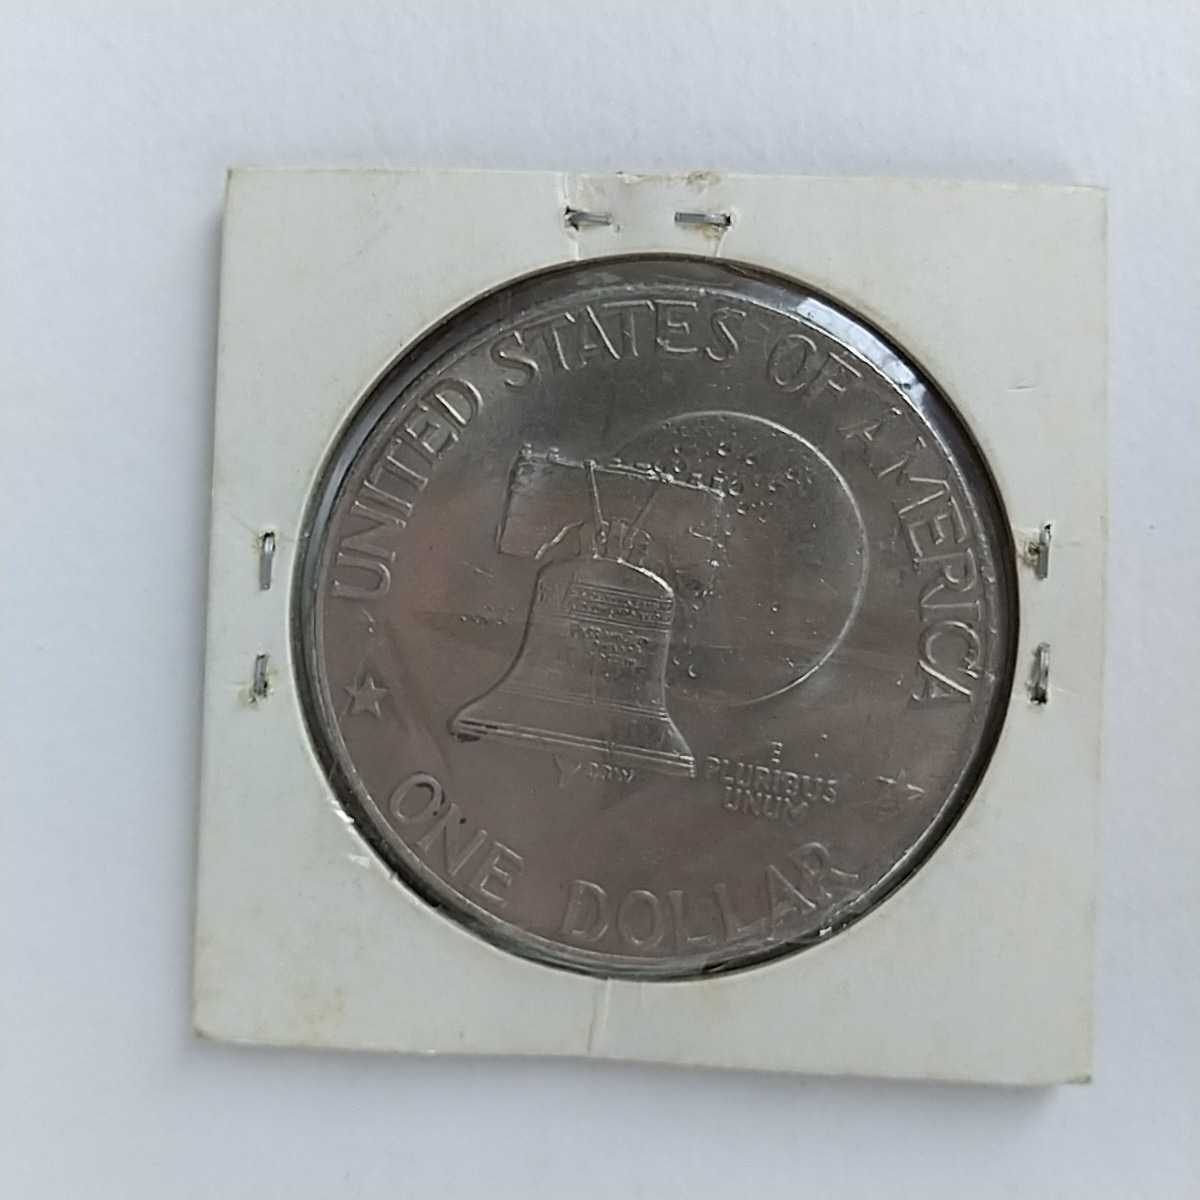 UNITED STATES OF AMERICA
E
PLURIBUS
UNUM
ONE DOLLAR